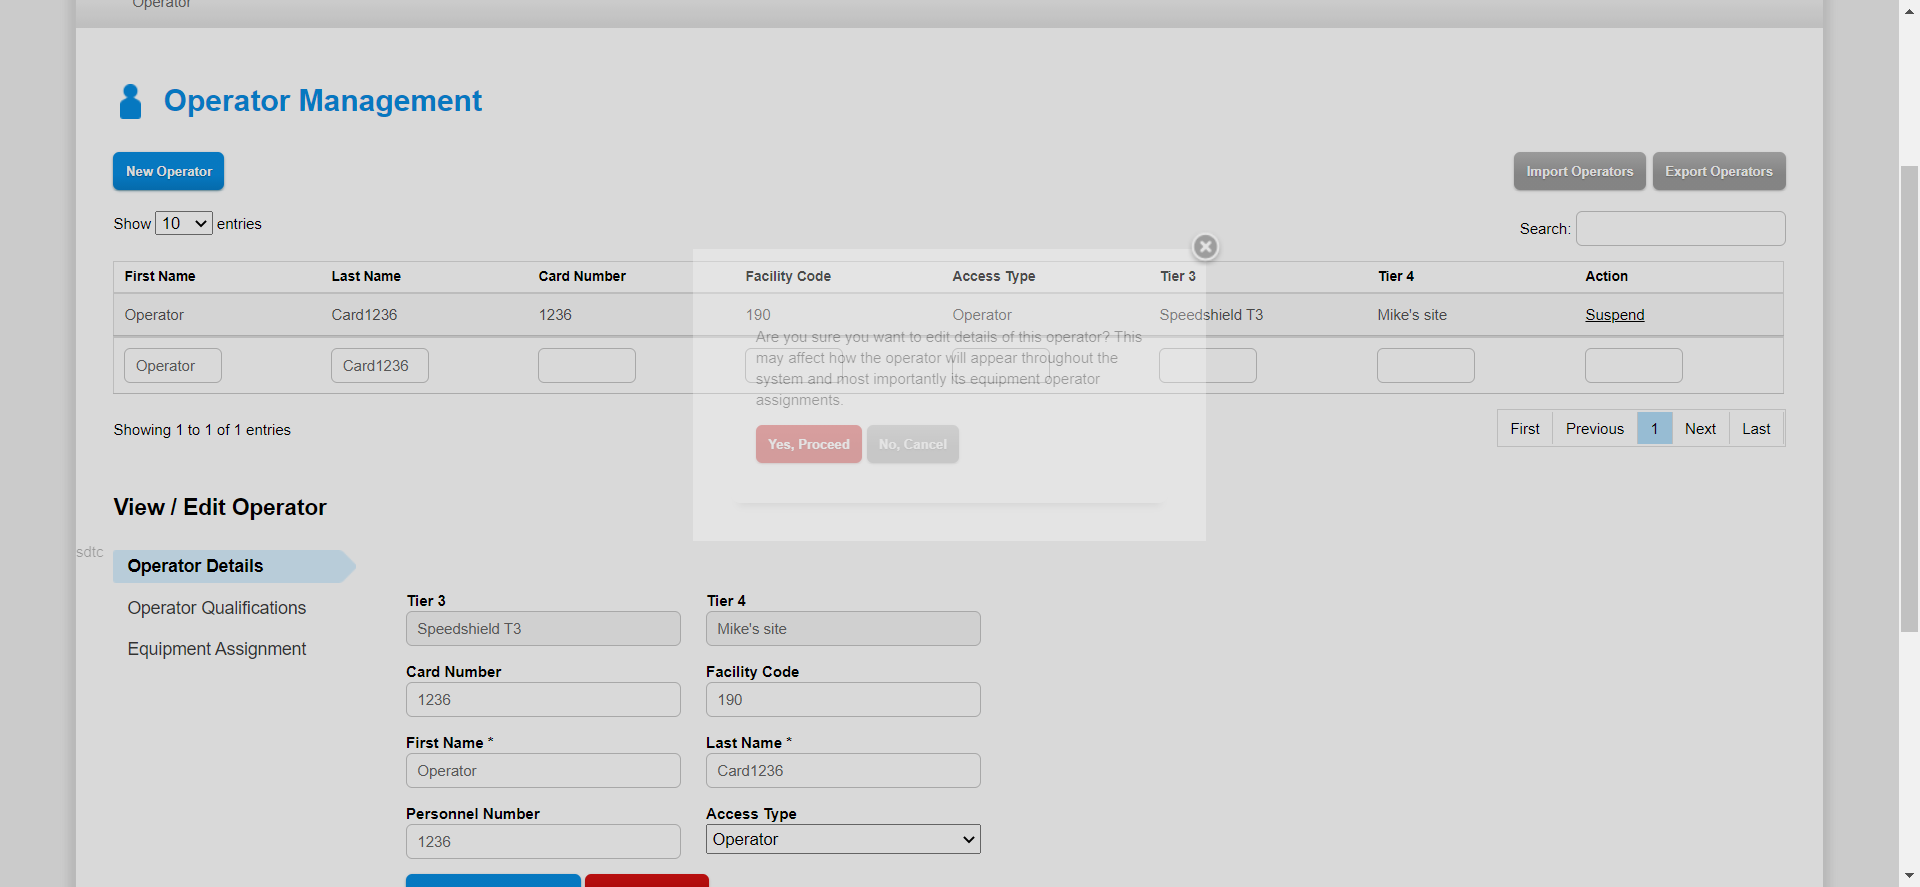 Operator
Operator Management
New Operator
Import Operators Export Operators
Show 10 entries
Search:
First Name Last Name Card Number Facility Code Access Type Tier 3 Tier 4 Action
Operator Card1236 1236 190 Operator Speedshield T3 Mike's site Suspend
Are you sure you want to edit details of this operator? This
may affect how the operator will appear throughout the
system and most importantly its equipment operator
assignments.
Yes, Proceed No, Cancel
Operator Card1236
Showing 1 to 1 of 1 entries
First Previous 1 Next Last
View / Edit Operator
sdtc
Operator Details
Operator Qualifications
Equipment Assignment
Tier 3 Tier 4
Speedshield T3 Mike's site
Card Number Facility Code
1236 190
First Name * Last Name *
Operator Card1236
Personnel Number Access Type
1236 Operator